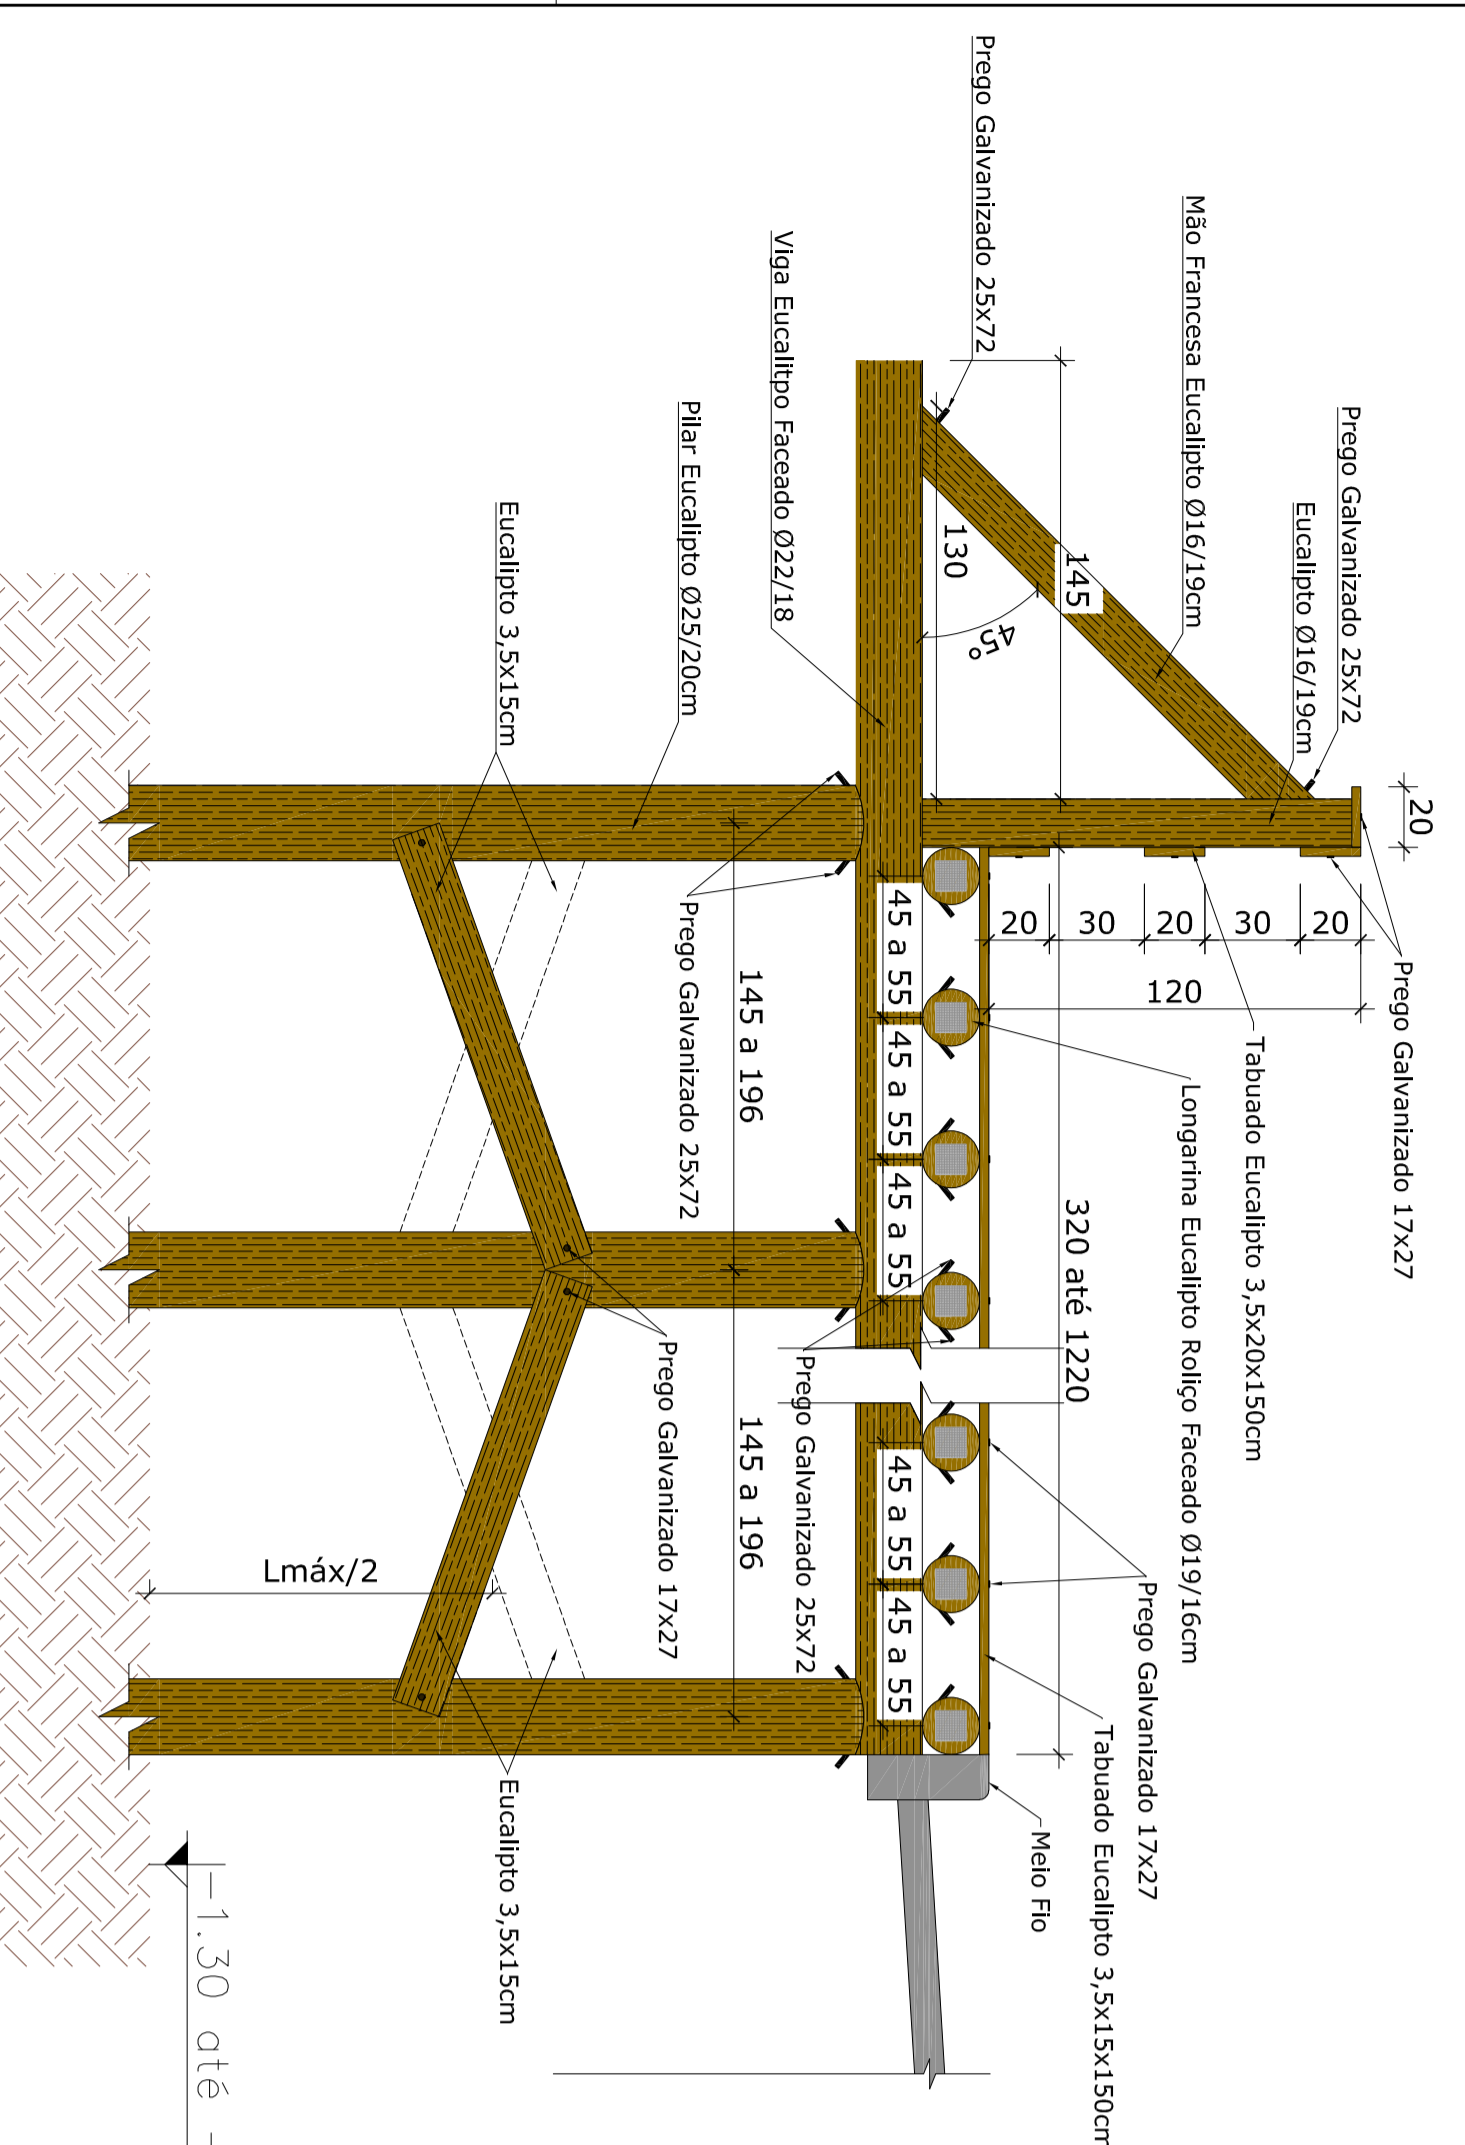 Prego Galvanizado 25x72
Mão Francesa Eucalipto Ø16/19cm
Prego Galvanizado 25x72
Eucalipto Ø16/19cm
20
Viga Eucalitpo Faceado Ø22/18
Pilar Eucalipto Ø25/20cm
Eucalipto 3,5x15cm
145
130
45°
20
30
20
30
20
120
Prego Galvanizado 17x27
Tabuado Eucalipto 3,5x20x150cm
Longarina Eucalipto Roliço Faceado Ø19/16cm
320 até 1220
45 a 55
45 a 55
45 a 55
45 a 55
45 a 55
Prego Galvanizado 25x72
145 a 196
145 a 196
Prego Galvanizado 25x72
Prego Galvanizado 17x27
Prego Galvanizado 17x27
Tabuado Eucalipto 3,5x15x150cm
Meio Fio
Lmáx/2
Eucalipto 3,5x15cm
-1.30 até -